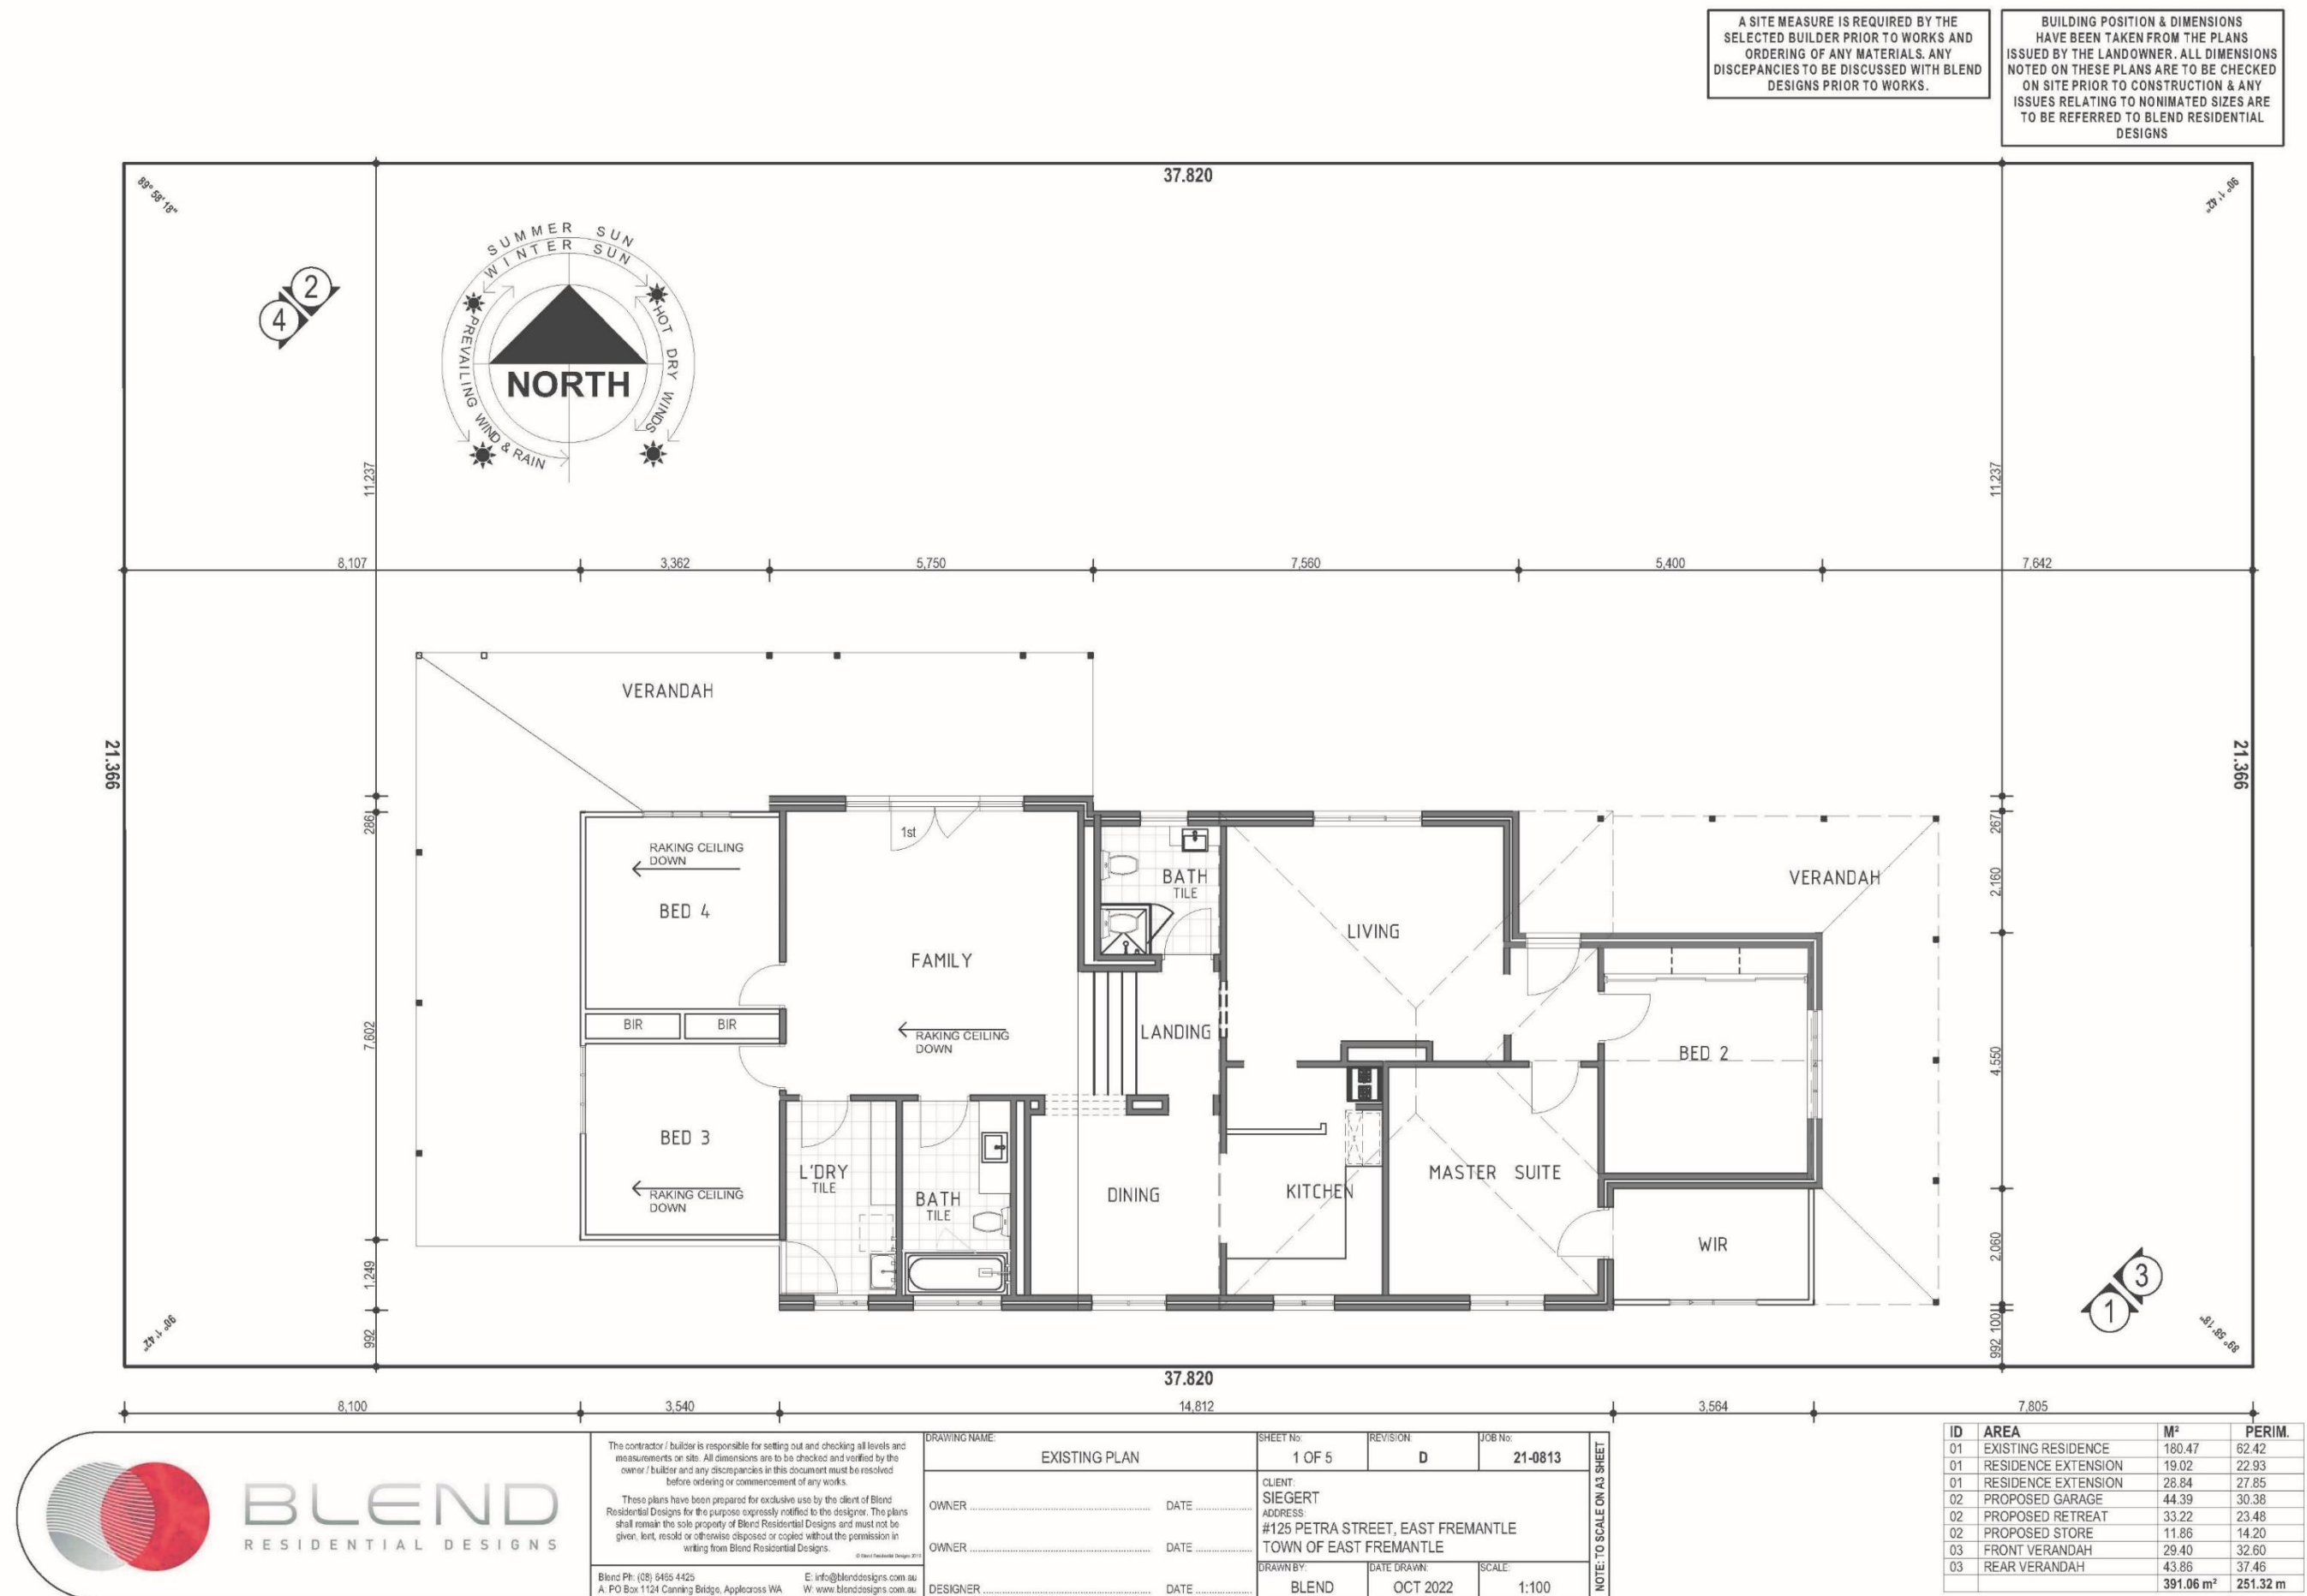 A SITE MEASURE IS REQUIRED BY THE
SELECTED BUILDER PRIOR TO WORKS AND
ORDERING OF ANY MATERIALS. ANY
DISCEPANCIES TO BE DISCUSSED WITH BLEND
DESIGNS PRIOR TO WORKS.
BUILDING POSITION & DIMENSIONS
HAVE BEEN TAKEN FROM THE PLANS
ISSUED BY THE LANDOWNER. ALL DIMENSIONS
NOTED ON THESE PLANS ARE TO BE CHECKED
ON SITE PRIOR TO CONSTRUCTION & ANY
ISSUES RELATING TO NONIMATED SIZES ARE
TO BE REFERRED TO BLEND RESIDENTIAL
DESIGNS
37.820
89° 58' 18"
90° 1' 42"
SUMMER SUN
WINTER SUN
PREVAILING WIND & RAIN
HOT DRY WINDS
NORTH
2
4
11,237
11,237
8,107
3,362
5,750
7,560
5,400
7,642
VERANDAH
21.366
21.366
286
267
1st
RAKING CEILING
DOWN
BED 4
BATH
TILE
VERANDAH
2,160
LIVING
FAMILY
BIR
BIR
RAKING CEILING
DOWN
LANDING
7,602
BED 2
4,550
BED 3
L'DRY
TILE
RAKING CEILING
DOWN
BATH
TILE
DINING
KITCHEN
MASTER SUITE
WIR
2,060
1,249
3
1
992
100
992
90° 1' 42"
89° 58' 18"
37.820
8,100
3,540
14,812
3,564
7,805
BLEND
RESIDENTIAL DESIGNS
The contractor / builder is responsible for setting out and checking all levels and
measurements on site. All dimensions are to be checked and verified by the
owner / builder and any discrepancies in this document must be resolved
before ordering or commencement of any works.
These plans have been prepared for exclusive use by the client of Blend
Residential Designs for the purpose expressly notified to the designer. The plans
shall remain the sole property of Blend Residential Designs and must not be
given, lent, resold or otherwise disposed or copied without the permission in
writing from Blend Residential Designs.
Blend Ph: (08) 6465 4425 E: info@blenddesigns.com.au
A: PO Box 1124 Canning Bridge, Applecross WA W: www.blenddesigns.com.au
DRAWING NAME:
EXISTING PLAN
OWNER DATE
OWNER DATE
DESIGNER DATE
SHEET No: REVISION: JOB No:
1 OF 5 D 21-0813
CLIENT:
SIEGERT
ADDRESS:
#125 PETRA STREET, EAST FREMANTLE
TOWN OF EAST FREMANTLE
DRAWN BY: DATE DRAWN: SCALE:
BLEND OCT 2022 1:100
NOTE: TO SCALE ON A3 SHEET
ID AREA M² PERIM.
01 EXISTING RESIDENCE 180.47 62.42
01 RESIDENCE EXTENSION 19.02 22.93
01 RESIDENCE EXTENSION 28.84 27.85
02 PROPOSED GARAGE 44.39 30.38
02 PROPOSED RETREAT 33.22 23.48
02 PROPOSED STORE 11.86 14.20
03 FRONT VERANDAH 29.40 32.60
03 REAR VERANDAH 43.86 37.46
391.06 m² 251.32 m